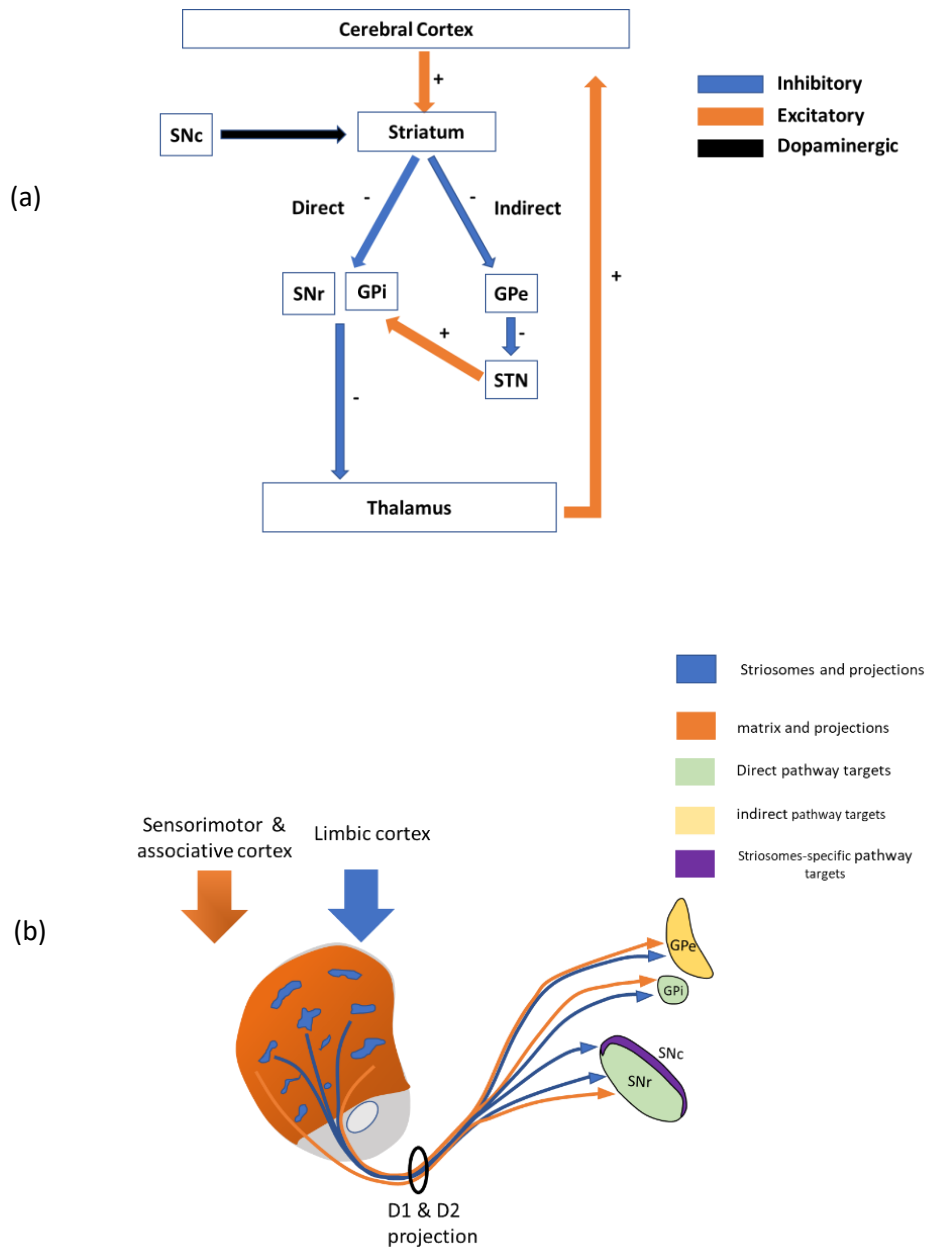 Cerebral Cortex
+
Inhibitory
Excitatory
Dopaminergic
SNc
Striatum
(a)
Direct
-
-
Indirect
SNr
GPi
GPe
+
+
-
STN
-
Thalamus
Striosomes and projections
matrix and projections
Direct pathway targets
indirect pathway targets
Striosomes-specific pathway
targets
Sensorimotor &
associative cortex
Limbic cortex
(b)
GPe
GPi
SNc
SNr
D1 & D2
projection